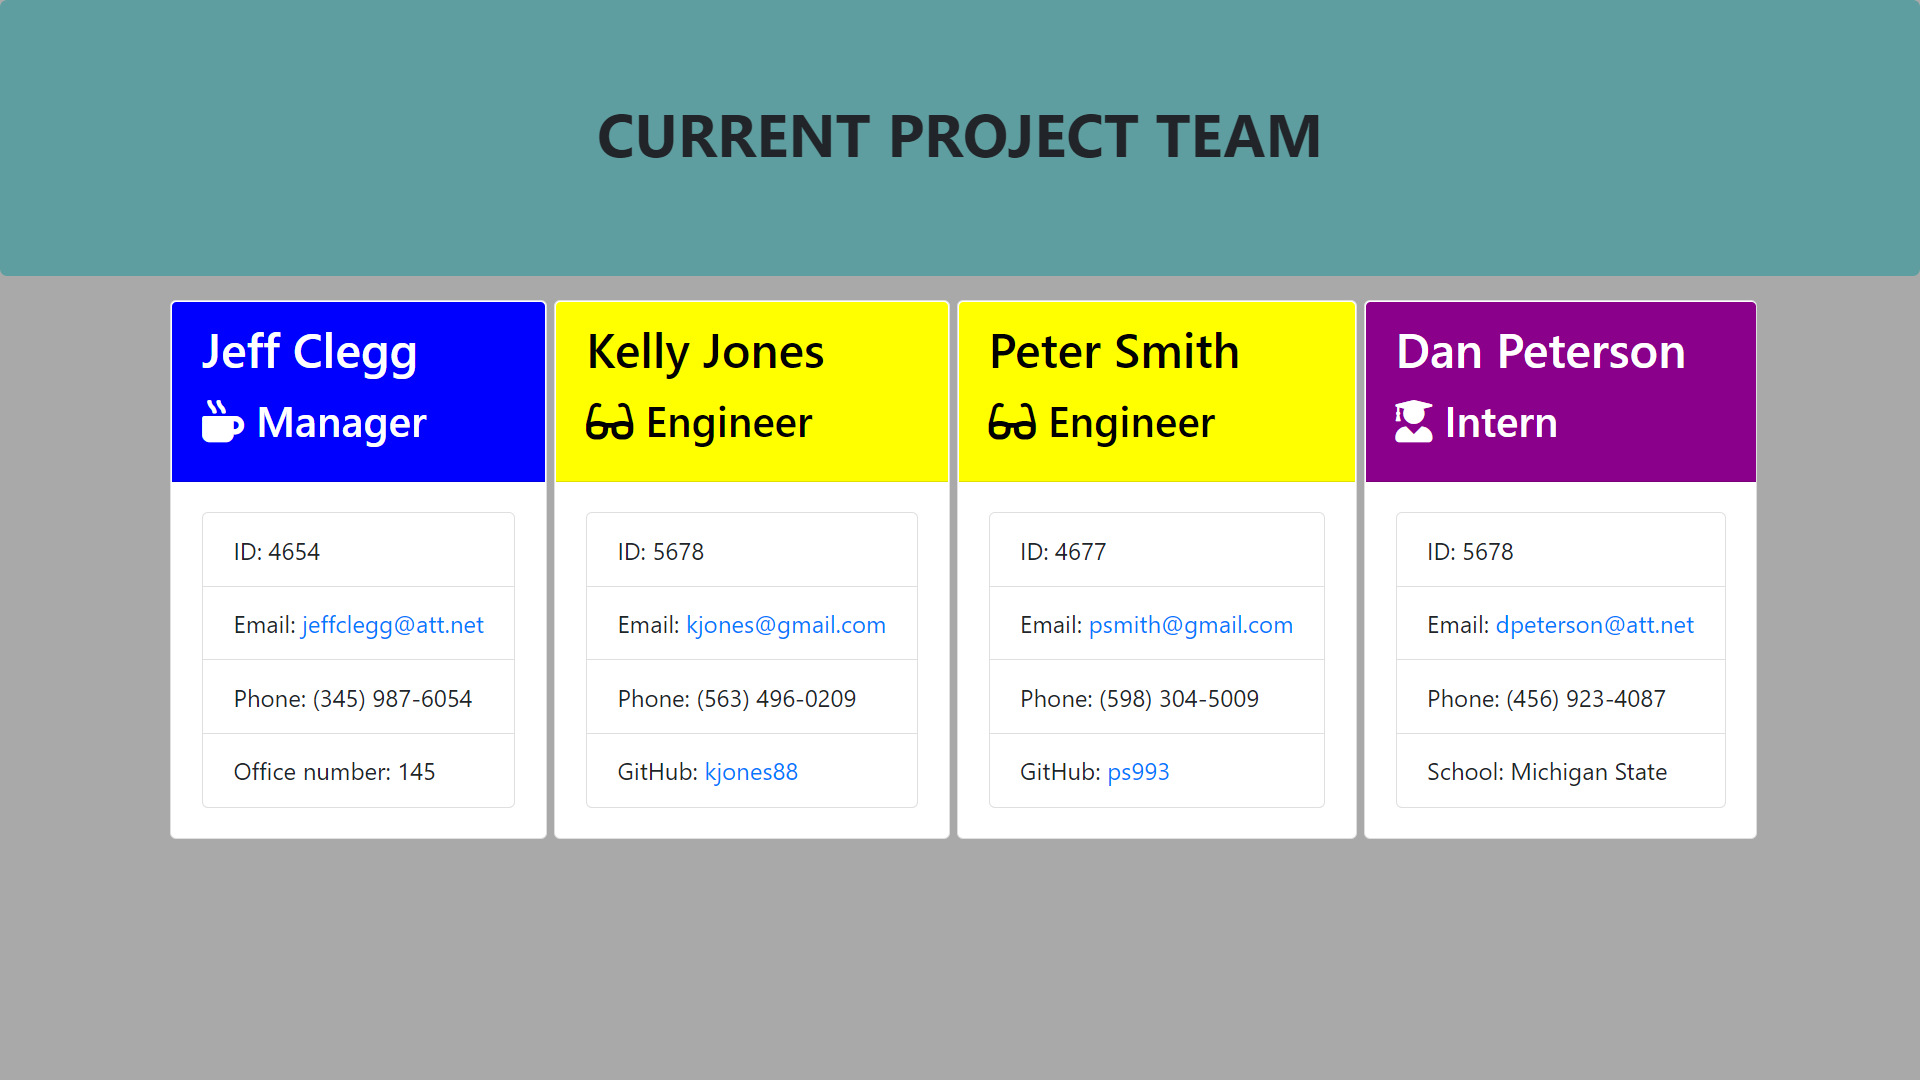 CURRENT PROJECT TEAM
Jeff Clegg
Manager
ID: 4654
Email: jeffclegg@att.net
Phone: (345) 987-6054
Office number: 145
Kelly Jones
Engineer
ID: 5678
Email: kjones@gmail.com
Phone: (563) 496-0209
GitHub: kjones88
Peter Smith
Engineer
ID: 4677
Email: psmith@gmail.com
Phone: (598) 304-5009
GitHub: ps993
Dan Peterson
Intern
ID: 5678
Email: dpeterson@att.net
Phone: (456) 923-4087
School: Michigan State